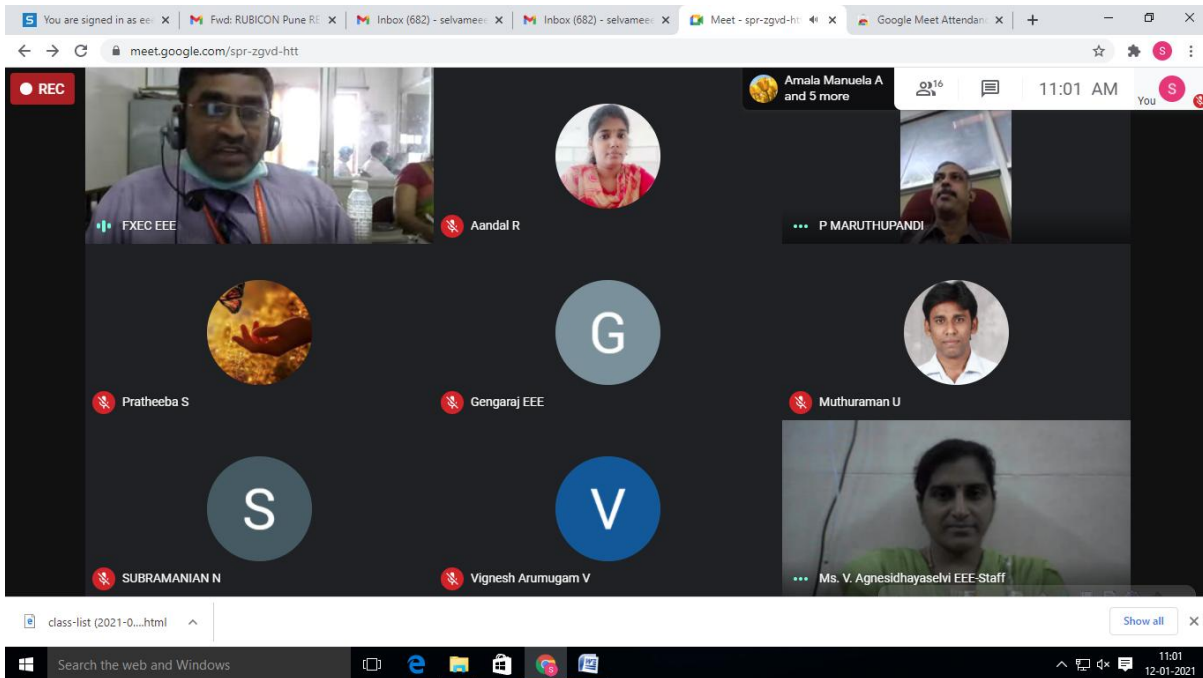 You are signed in as ee
Fwd: RUBICON Pune RE
Inbox (682) - selvameee
Inbox (682) - selvameee
Meet - spr-zgvd-ht
Google Meet Attendan
meet.google.com/spr-zgvd-htt
S
REC
Amala Manuela A
and 5 more
16
11:01 AM
You
S
FXEC EEE
Aandal R
P MARUTHUPANDI
G
Pratheeba S
Gengaraj EEE
Muthuraman U
S
V
SUBRAMANIAN N
Vignesh Arumugam V
Ms. V. Agnesidhayaselvi EEE-Staff
class-list (2021-0....html
Show all
Search the web and Windows
11:01
12-01-2021